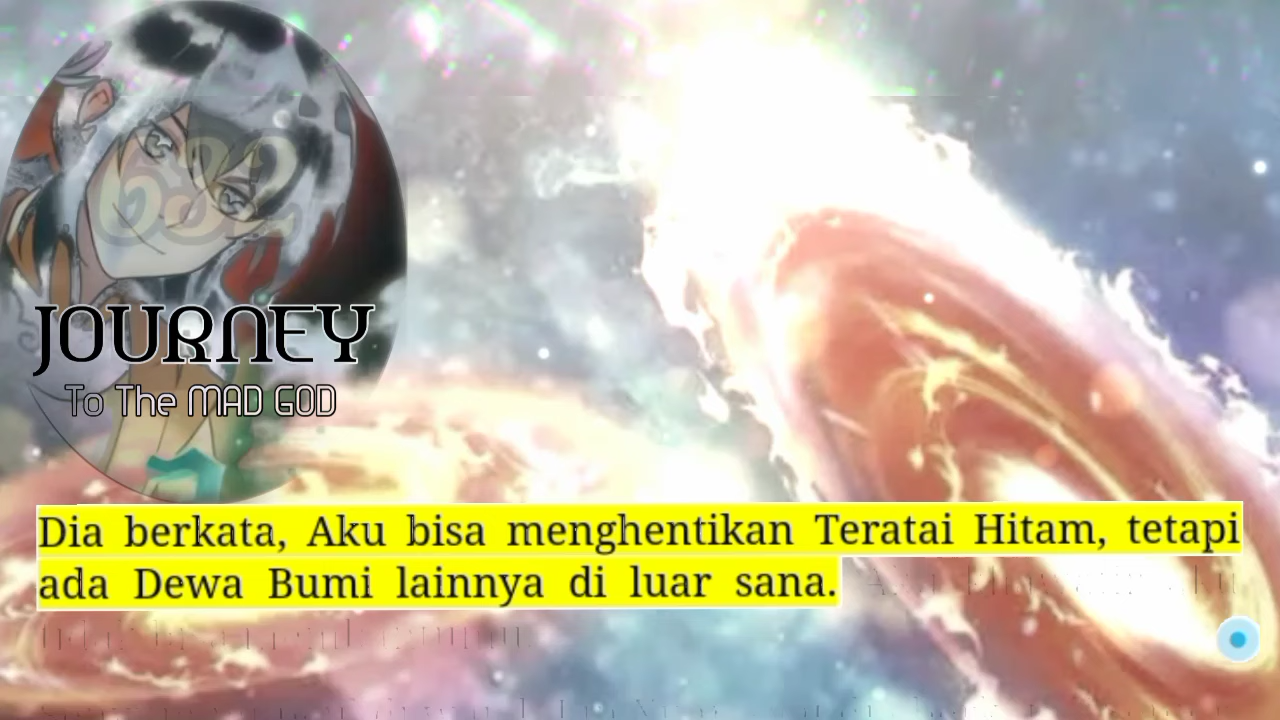 632
JOURNEY
To The MAD GOD
Dia berkata, Aku bisa menghentikan Teratai Hitam, tetapi
ada Dewa Bumi lainnya di luar sana.